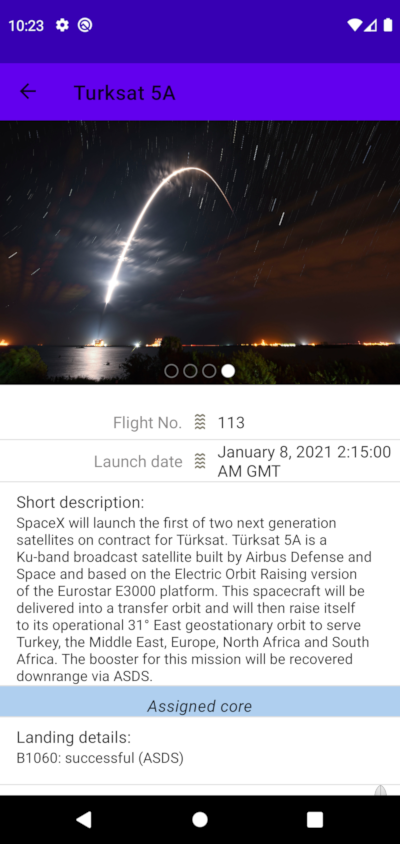 10:23
Turksat 5A
Flight No. 113
Launch date January 8, 2021 2:15:00
AM GMT
Short description:
SpaceX will launch the first of two next generation
satellites on contract for Türksat. Türksat 5A is a
Ku-band broadcast satellite built by Airbus Defense and
Space and based on the Electric Orbit Raising version
of the Eurostar E3000 platform. This spacecraft will be
delivered into a transfer orbit and will then raise itself
to its operational 31° East geostationary orbit to serve
Turkey, the Middle East, Europe, North Africa and South
Africa. The booster for this mission will be recovered
downrange via ASDS.
Assigned core
Landing details:
B1060: successful (ASDS)